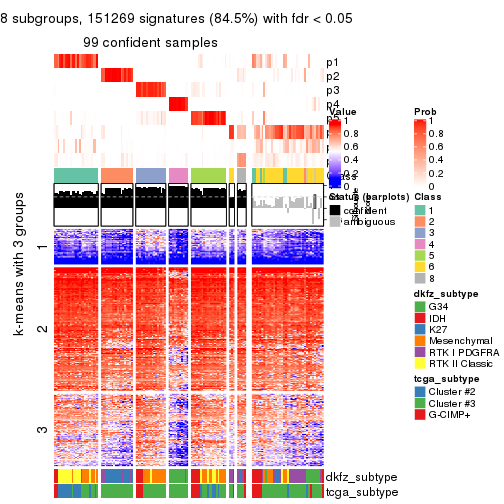 8 subgroups, 151269 signatures (84.5%) with fdr < 0.05
99 confident samples
p1
p2
p3
p4
Value
1
0.8
0.6
0.4
0.2
0
Prob
1
0.8
0.6
0.4
0.2
0
Status (barplots)
confident
ambiguous
Class
1
2
3
4
5
6
8
k-means with 3 groups
1
2
3
dkfz_subtype
G34
IDH
K27
Mesenchymal
RTK I PDGFRA
RTK II Classic
tcga_subtype
Cluster #2
Cluster #3
G-CIMP+
dkfz_subtype
tcga_subtype